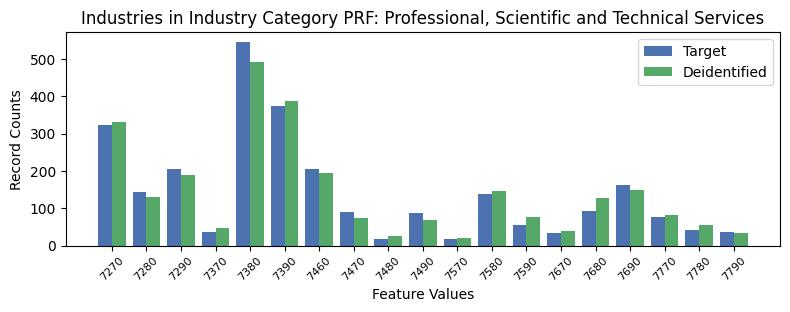 Industries in Industry Category PRF: Professional, Scientific and Technical Services
Target
Deidentified
Record Counts
500
400
300
200
100
0
7270 7280 7290 7370 7380 7390 7460 7470 7480 7490 7570 7580 7590 7670 7680 7690 7770 7780 7790
Feature Values